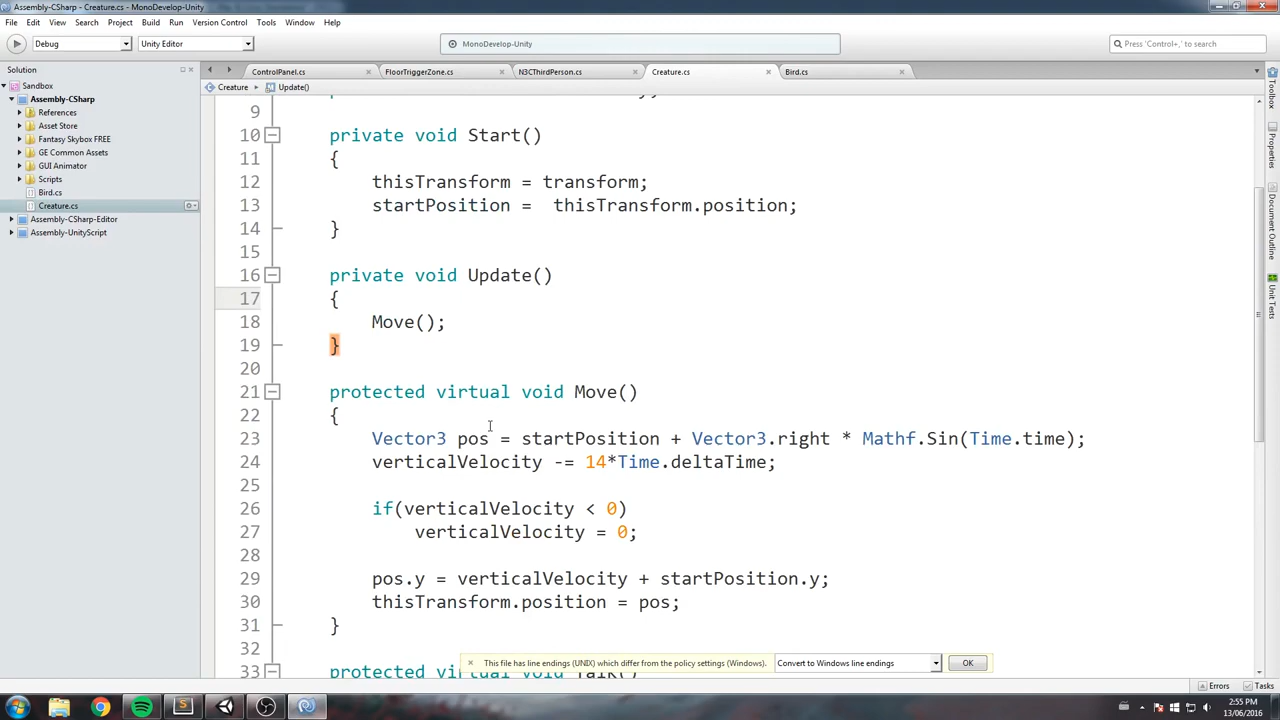 Assembly-CSharp - Creature.cs - MonoDevelop-Unity
File Edit View Search Project Build Run Version Control Tools Window Help
Debug Unity Editor MonoDevelop-Unity Press 'Control+,' to search
Solution
ControlPanel.cs FloorTriggerZone.cs N3CThirdPerson.cs Creature.cs Bird.cs
Creature Update()
Sandbox
Assembly-CSharp
References
Asset Store
Fantasy Skybox FREE
GE Common Assets
GUI Animator
Scripts
Bird.cs
Creature.cs
Assembly-CSharp-Editor
Assembly-UnityScript
9
10 private void Start()
11 {
12 thisTransform = transform;
13 startPosition =  thisTransform.position;
14 }
15
16 private void Update()
17 {
18 Move();
19 }
20
21 protected virtual void Move()
22 {
23 Vector3 pos = startPosition + Vector3.right * Mathf.Sin(Time.time);
24 verticalVelocity -= 14*Time.deltaTime;
25
26 if(verticalVelocity < 0)
27 verticalVelocity = 0;
28
29 pos.y = verticalVelocity + startPosition.y;
30 thisTransform.position = pos;
31 }
32
33 protected virtual void Talk()
This file has line endings (UNIX) which differ from the policy settings (Windows). Convert to Windows line endings OK
Toolbox
Properties
Document Outline
Unit Tests
Errors Tasks
2:55 PM
13/06/2016